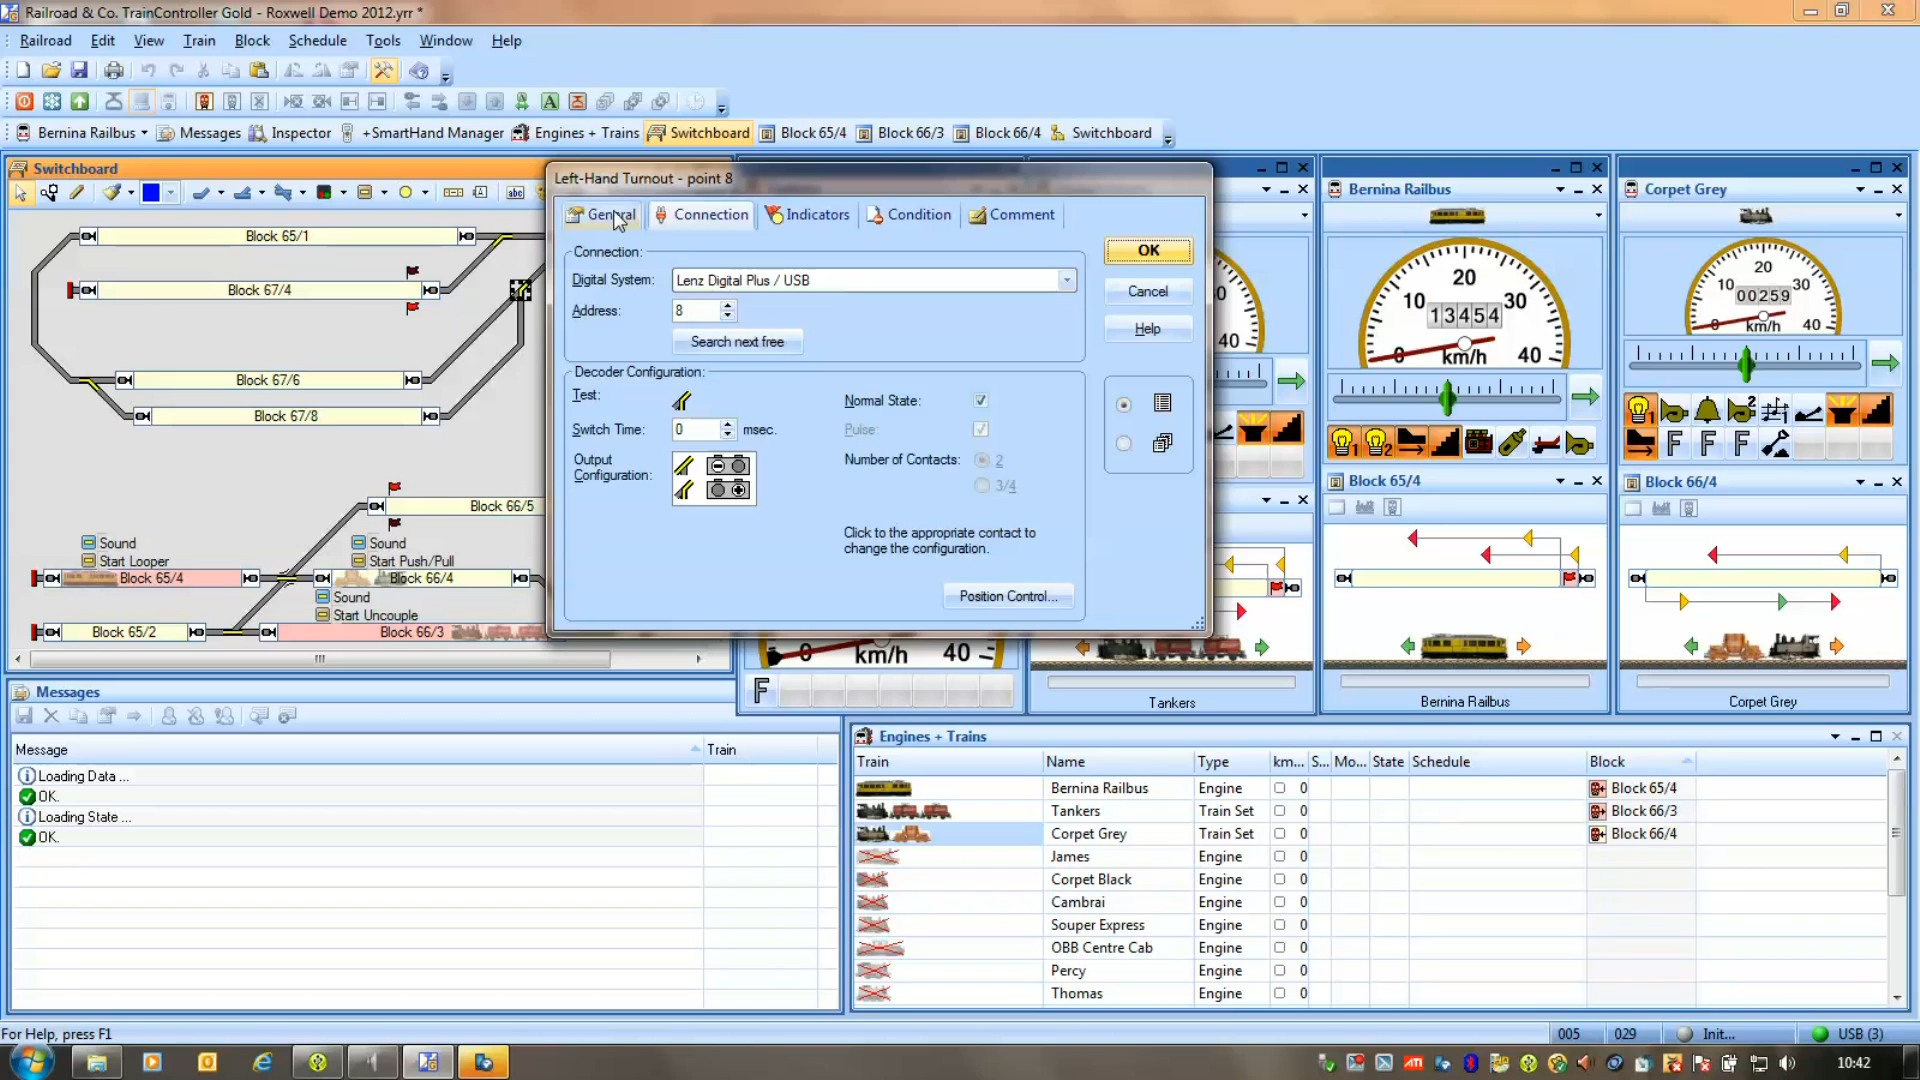 Railroad & Co. TrainController Gold - Roxwell Demo 2012.yrr *
Railroad Edit View Train Block Schedule Tools Window Help
Bernina Railbus Messages Inspector +SmartHand Manager Engines + Trains Switchboard Block 65/4 Block 66/3 Block 66/4 Switchboard
Switchboard
abc
Block 65/1
Block 67/4
Block 67/6
Block 67/8
Block 66/5
Sound
Start Looper
Sound
Start Push/Pull
Block 65/4
Block 66/4
Sound
Start Uncouple
Block 65/2
Block 66/3
Left-Hand Turnout - point 8
General Connection Indicators Condition Comment
Connection:
Digital System: Lenz Digital Plus / USB
Address: 8
Search next free
Decoder Configuration:
Test:
Switch Time: 0 msec.
Output
Configuration:
Normal State:
Pulse:
Number of Contacts: 2
3/4
Click to the appropriate contact to
change the configuration.
Position Control...
OK
Cancel
Help
0
40
km/h 40
0
F
Tankers
Bernina Railbus
10 20 30
13454
0 km/h 40
Block 65/4
Bernina Railbus
Corpet Grey
10 20 30
00259
0 km/h 40
F F F
Block 66/4
Corpet Grey
Messages
Message Train
Loading Data ...
OK.
Loading State ...
OK.
Engines + Trains
Train Name Type km... S... Mo... State Schedule Block
Bernina Railbus Engine 0 Block 65/4
Tankers Train Set 0 Block 66/3
Corpet Grey Train Set 0 Block 66/4
James Engine 0
Corpet Black Engine 0
Cambrai Engine 0
Souper Express Engine 0
OBB Centre Cab Engine 0
Percy Engine 0
Thomas Engine 0
For Help, press F1
005 029 Init... USB (3)
ATI
10:42